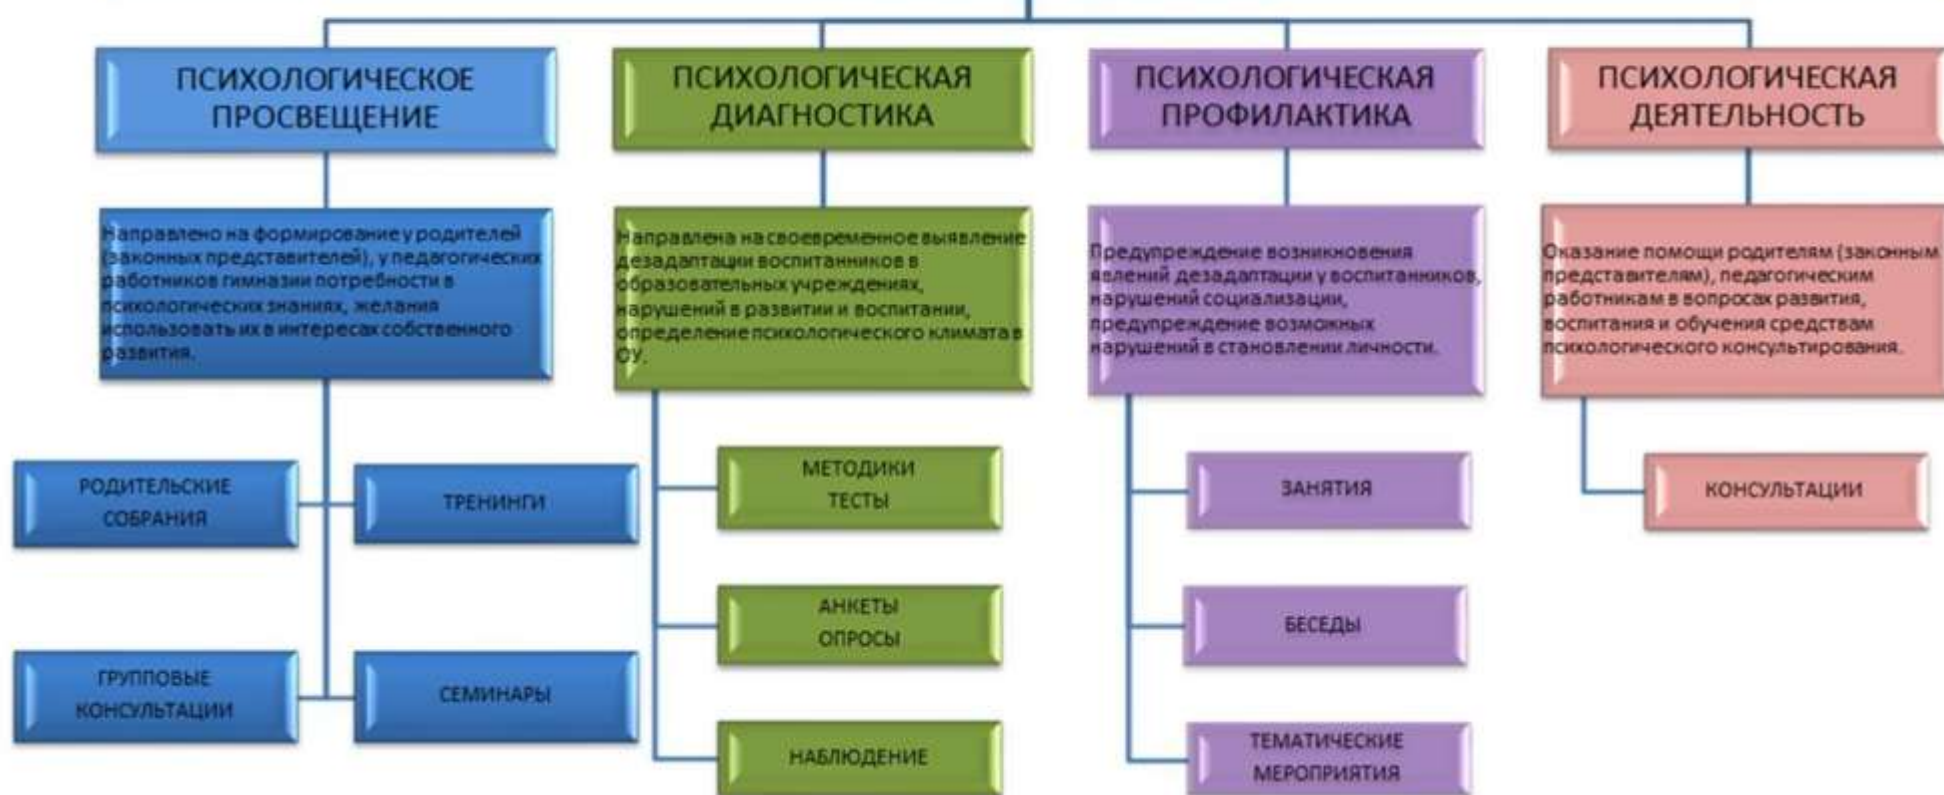 ПСИХОЛОГИЧЕСКОЕ
ПРОСВЕЩЕНИЕ
Направлено на формирование у родителей
(законных представителей), у педагогических
работников гимназии потребности в
психологических знаниях, желания
использовать их в интересах собственного
развития.
РОДИТЕЛЬСКИЕ
СОБРАНИЯ
ТРЕНИНГИ
ГРУППОВЫЕ
КОНСУЛЬТАЦИИ
СЕМИНАРЫ
ПСИХОЛОГИЧЕСКАЯ
ДИАГНОСТИКА
Направлена на своевременное выявление
дезадаптации воспитанников в
образовательных учреждениях,
нарушений в развитии и воспитании,
определение психологического климата в
ОУ.
МЕТОДИКИ
ТЕСТЫ
АНКЕТЫ
ОПРОСЫ
НАБЛЮДЕНИЕ
ПСИХОЛОГИЧЕСКАЯ
ПРОФИЛАКТИКА
Предупреждение возникновения
явлений дезадаптации у воспитанников,
нарушений социализации,
предупреждение возможных
нарушений в становлении личности.
ЗАНЯТИЯ
БЕСЕДЫ
ТЕМАТИЧЕСКИЕ
МЕРОПРИЯТИЯ
ПСИХОЛОГИЧЕСКАЯ
ДЕЯТЕЛЬНОСТЬ
Оказание помощи родителям (законным
представителям), педагогическим
работникам в вопросах развития,
воспитания и обучения средствам
психологического консультирования.
КОНСУЛЬТАЦИИ